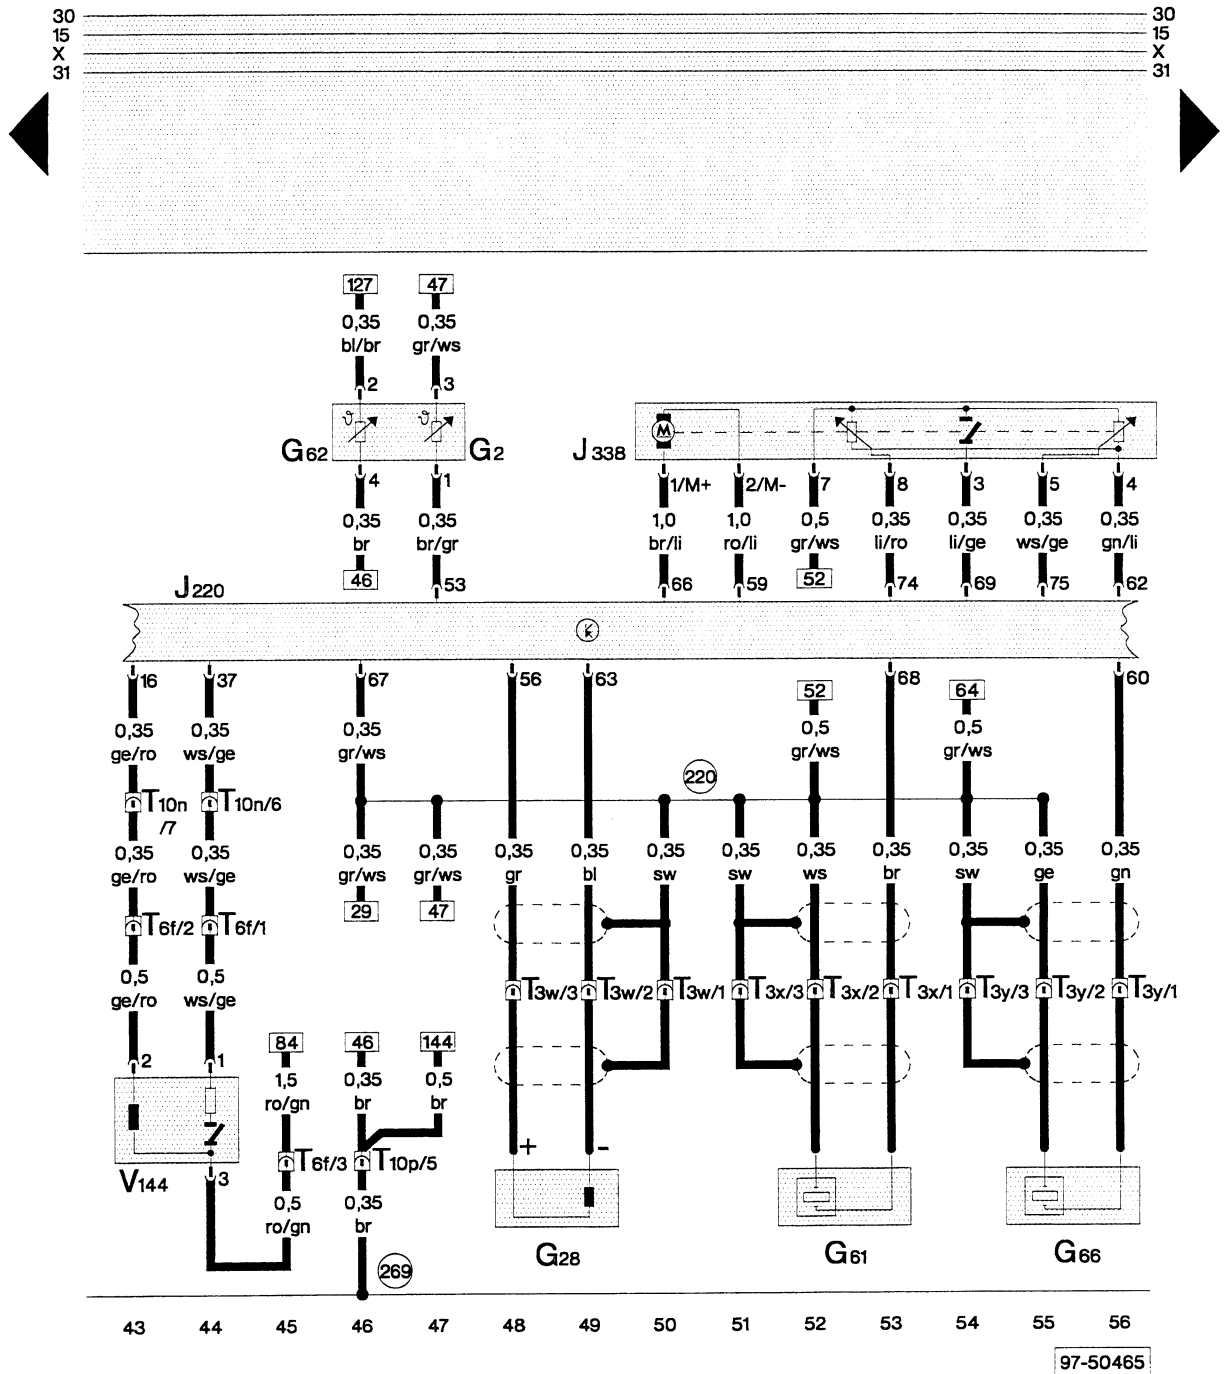 30 30
15 15
X X
31 31
127 47
0,35 0,35
bl/br gr/ws
2 3
ϑ ϑ
G62 G2 J338 M
4 1 1/M+ 2/M- 7 8 3 5 4
0,35 0,35 1,0 1,0 0,5 0,35 0,35 0,35 0,35
br br/gr br/li ro/li gr/ws li/ro li/ge ws/ge gn/li
46 53 66 59 52 74 69 75 62
J220
K
16 37 67 56 63 52 68 64 60
0,35 0,35 0,35 0,5 0,5
ge/ro ws/ge gr/ws gr/ws gr/ws
220
T10n/7 T10n/6
0,35 0,35 0,35 0,35 0,35 0,35 0,35 0,35 0,35 0,35 0,35 0,35 0,35
ge/ro ws/ge gr/ws gr/ws gr bl sw sw ws br sw ge gn
29 47
T6f/2 T6f/1
0,5 0,5
ge/ro ws/ge
T3w/3 T3w/2 T3w/1 T3x/3 T3x/2 T3x/1 T3y/3 T3y/2 T3y/1
84 46 144
2 1
1,5 0,35 0,5
ro/gn br br
+ -
T6f/3 T10p/5
V144 3
0,5 0,35
ro/gn br
G28 G61 G66
269
43 44 45 46 47 48 49 50 51 52 53 54 55 56
97-50465